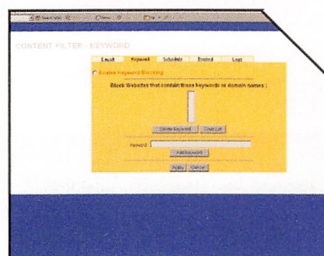 CONTENT FILTER - KEYWORD
E-mail Keyword Schedule Trusted Logs
Enable Keyword Blocking
Block Websites that contain these keywords or domain names :
Delete Keyword Clear List
Keyword
Add Keyword
Apply Cancel